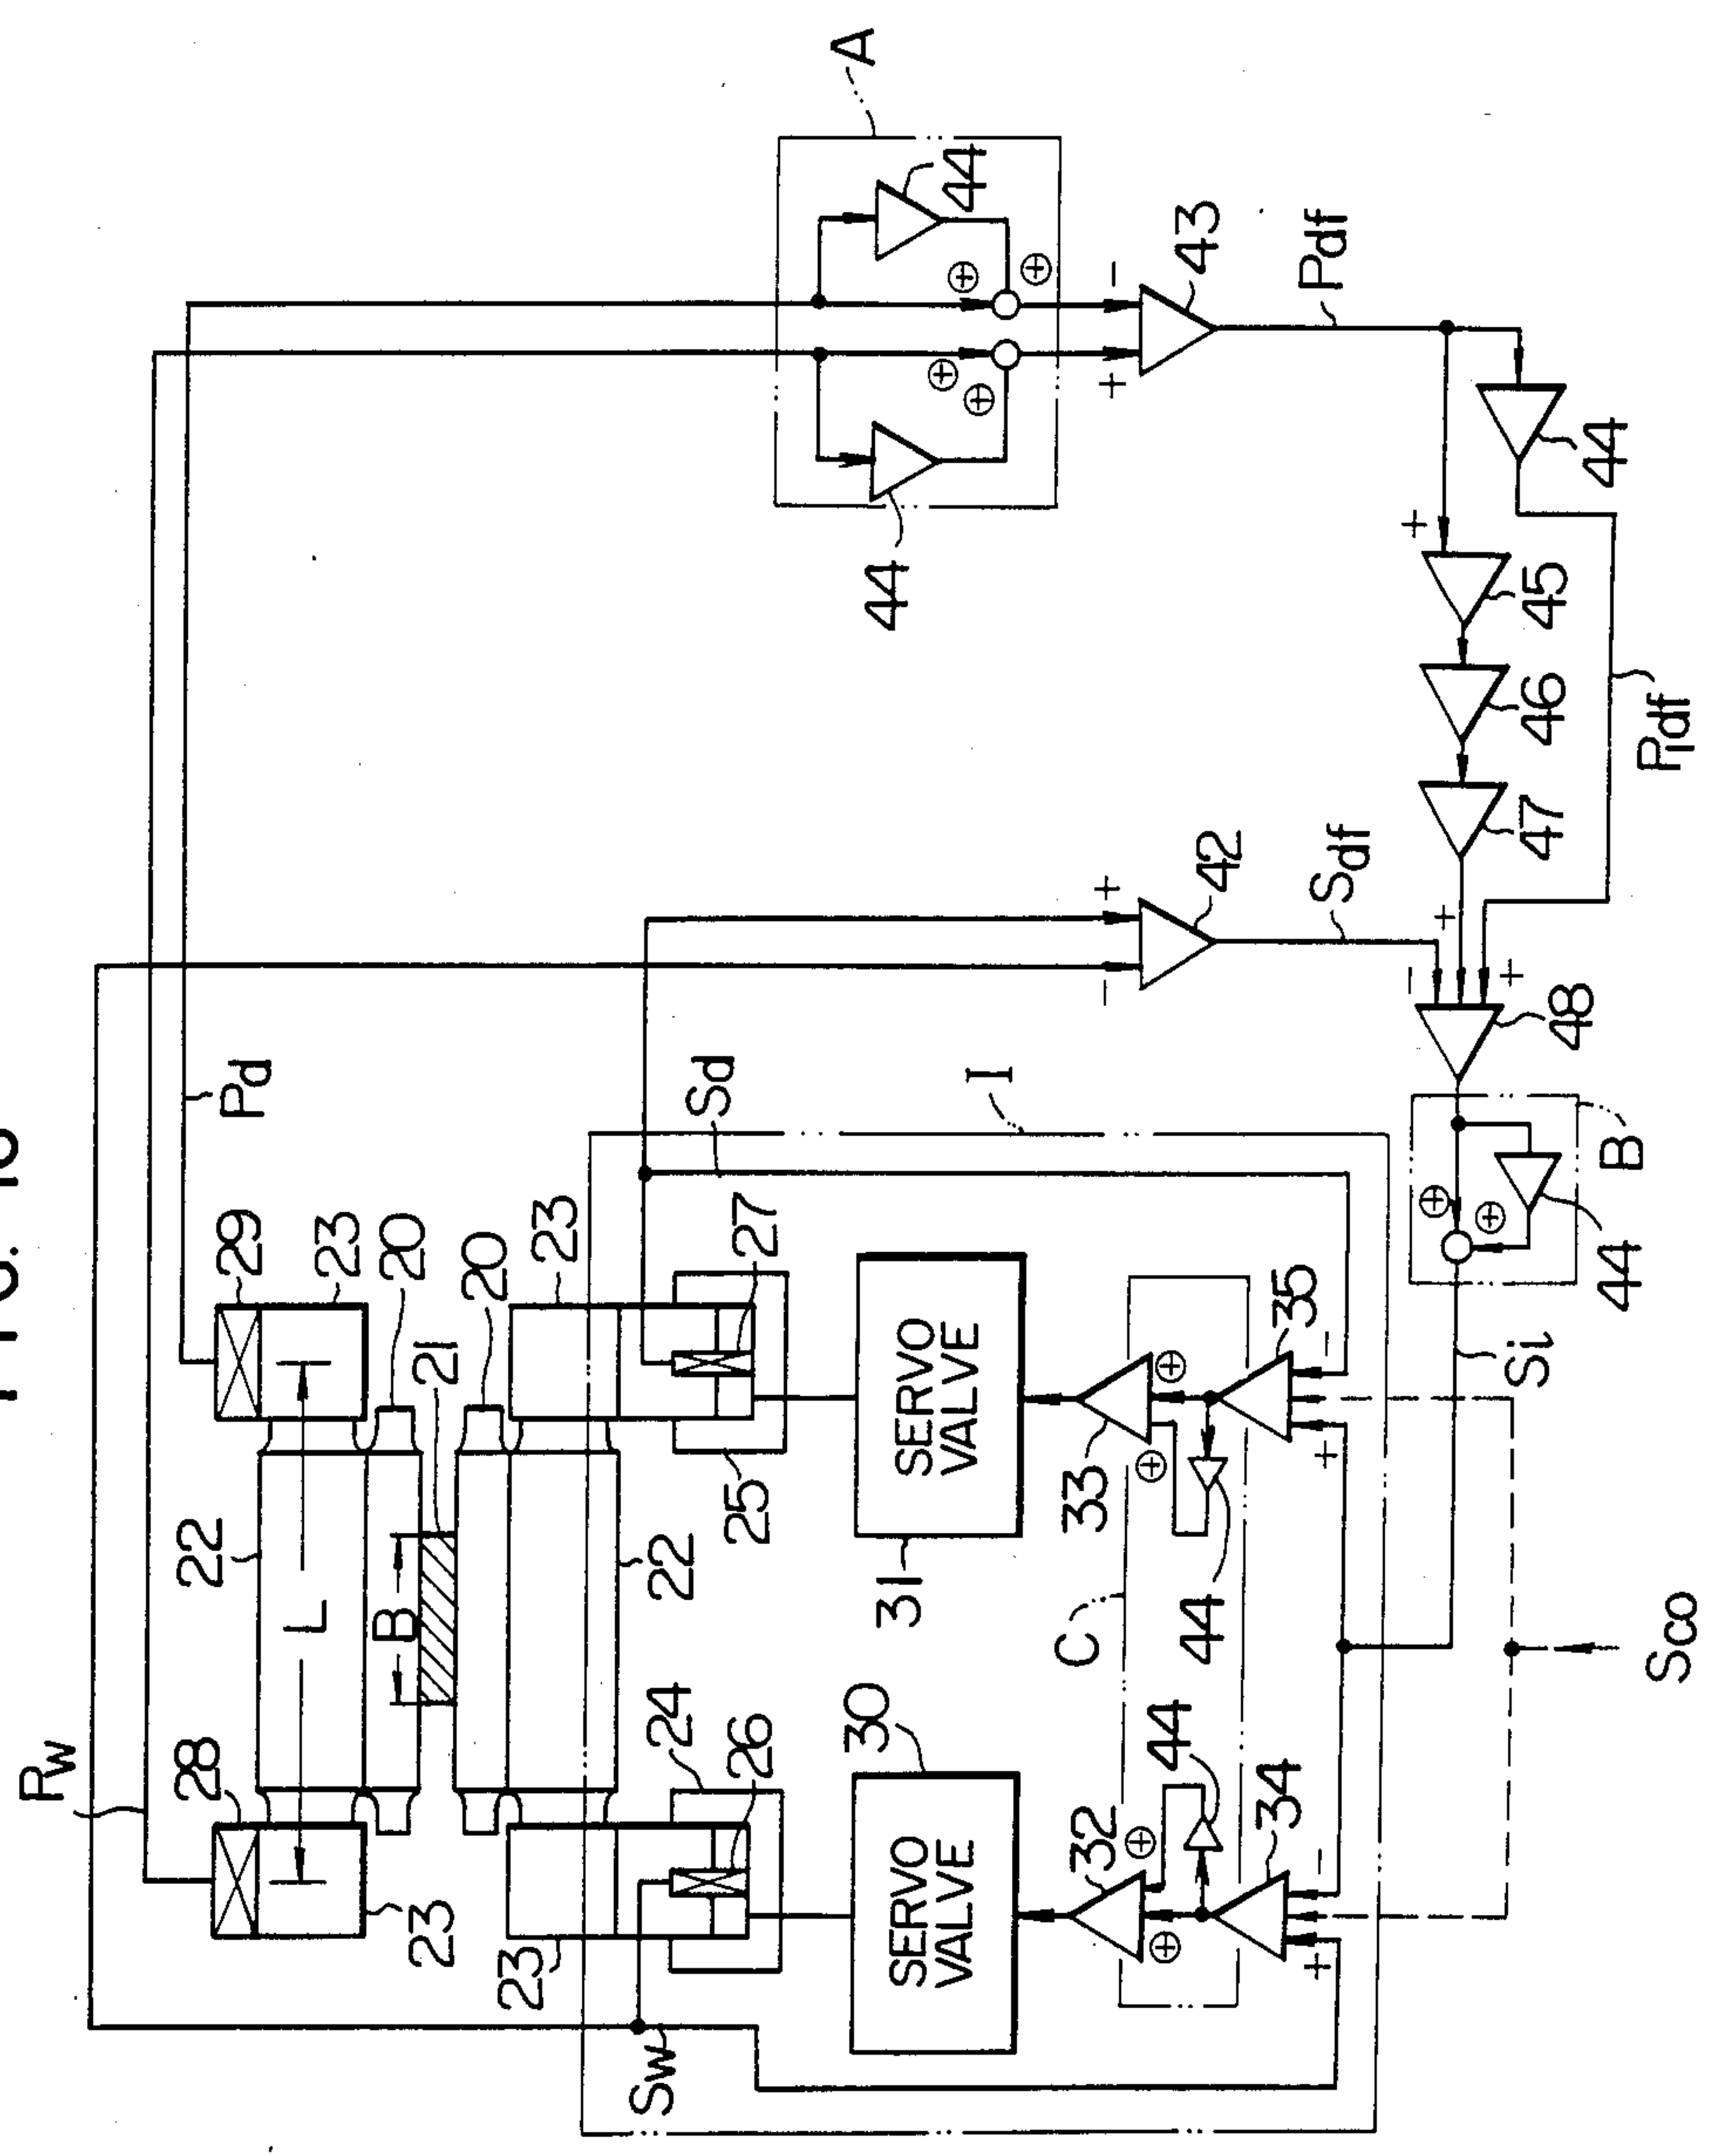 Pw
28
22
29
Pd
L
23
B
21
23
20
20
23
24
22
23
Sw
26
25
27
Sd
30
31
SERVO
VALVE
SERVO
VALVE
A
44
44
I
C
32
33
⊕
⊕
⊕
⊕
⊕
⊕
⊕
⊕
44
44
34
35
+
−
+
−
−
+
42
+
−
43
Sdf
Pdf
Si
⊕
⊕
B
44
−
+
+
48
47
46
45
+
44
P1df
Sco